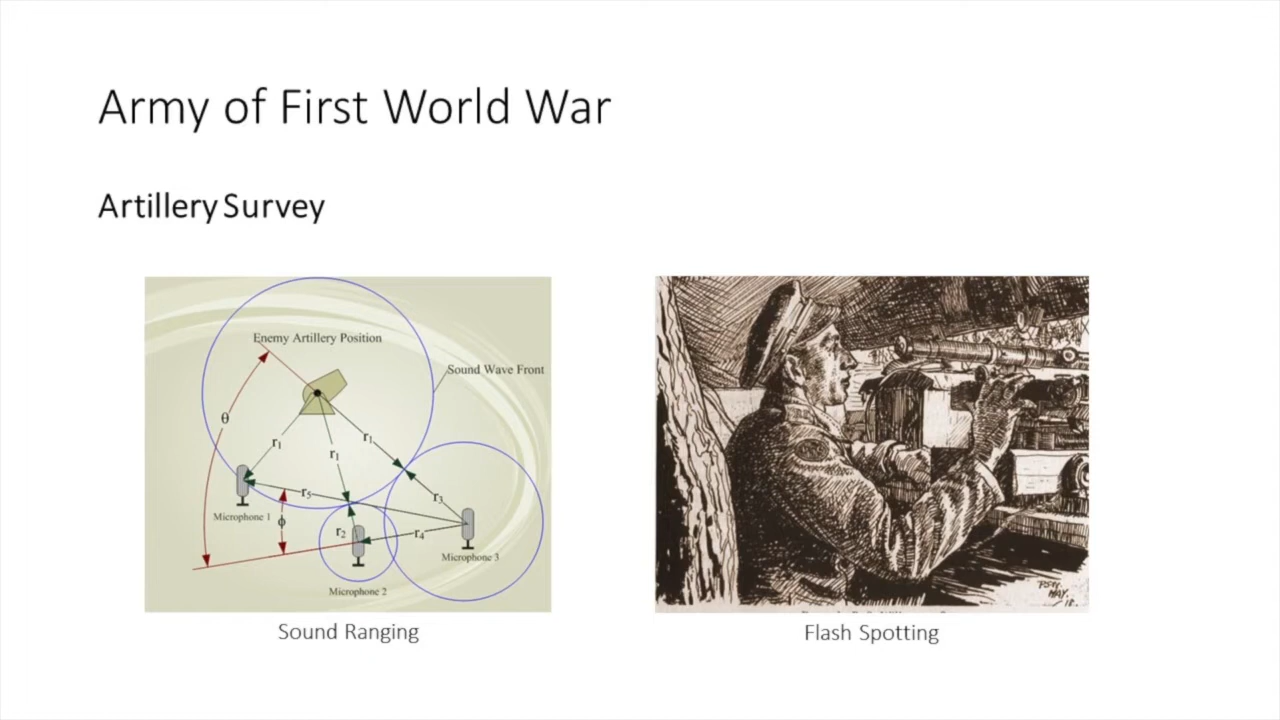 Army of First World War
Artillery Survey
Enemy Artillery Position
Sound Wave Front
θ
r1
r1
r1
r5
r3
Microphone 1
ϕ
r2
r4
Microphone 3
Microphone 2
MAY.
Sound Ranging
Flash Spotting